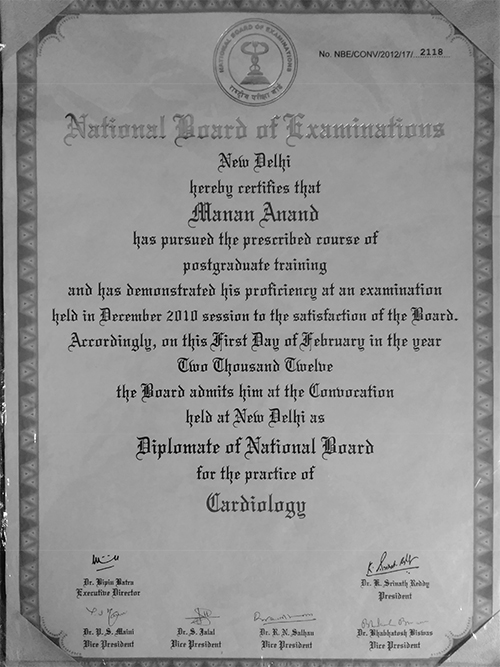 NATIONAL BOARD OF EXAMINATIONS
राष्ट्रीय परीक्षा बोर्ड
No. NBE/CONV/2012/17/ 2118
National Board of Examinations
New Delhi
hereby certifies that
Manan Anand
has pursued the prescribed course of
postgraduate training
and has demonstrated his proficiency at an examination
held in December 2010 session to the satisfaction of the Board.
Accordingly, on this First Day of February in the year
Two Thousand Twelve
the Board admits him at the Convocation
held at New Delhi as
Diplomate of National Board
for the practice of
Cardiology
Dr. Bipin Batra
Executive Director
Dr. K. Srinath Reddy
President
Dr. P. S. Maini
Vice President
Dr. S. Jalal
Vice President
Dr. R. N. Salhan
Vice President
Dr. Bhabatosh Biswas
Vice President